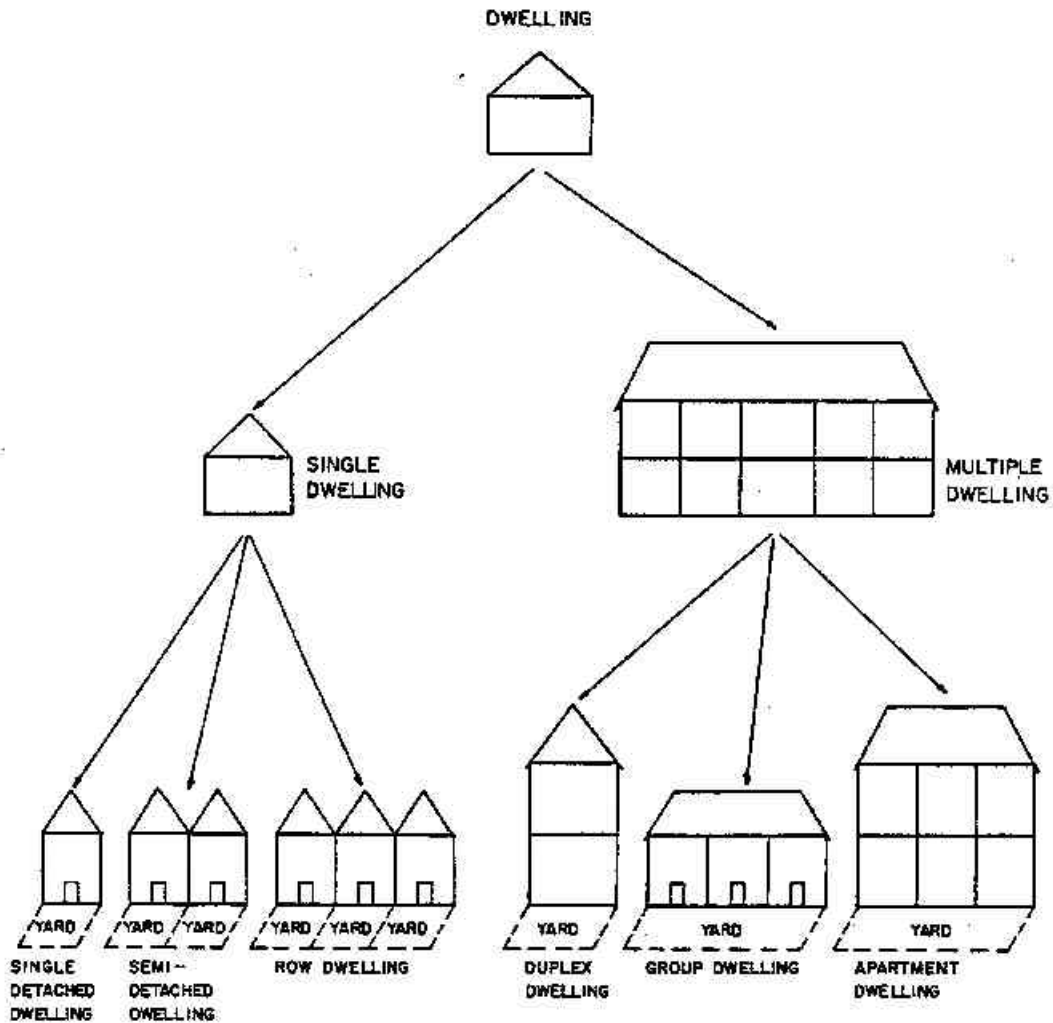 DWELLING
SINGLE
DWELLING
MULTIPLE
DWELLING
YARD
YARD YARD
YARD YARD YARD
YARD
YARD
YARD
SINGLE
DETACHED
DWELLING
SEMI-
DETACHED
DWELLING
ROW DWELLING
DUPLEX
DWELLING
GROUP DWELLING
APARTMENT
DWELLING